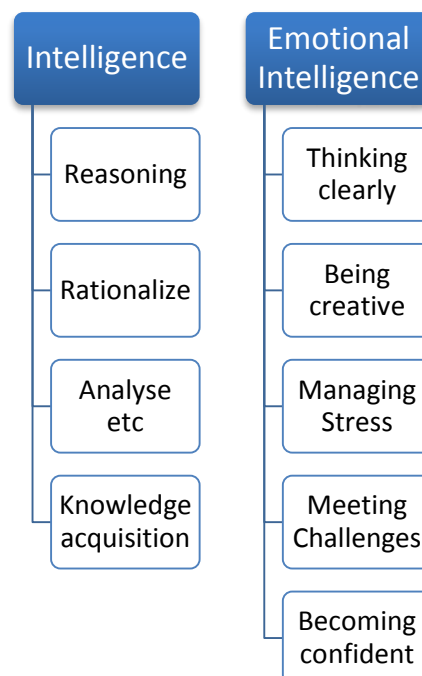 Intelligence
Reasoning
Rationalize
Analyse
etc
Knowledge
acquisition
Emotional
Intelligence
Thinking
clearly
Being
creative
Managing
Stress
Meeting
Challenges
Becoming
confident